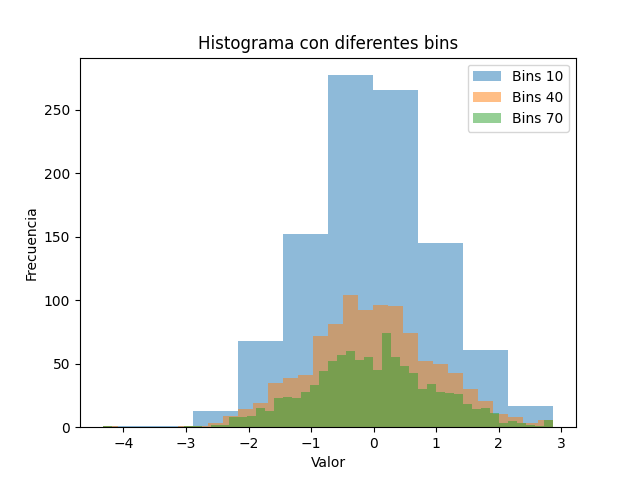 Histograma con diferentes bins
Bins 10
Bins 40
Bins 70
Frecuencia
250
200
150
100
50
0
−4
−3
−2
−1
0
1
2
3
Valor